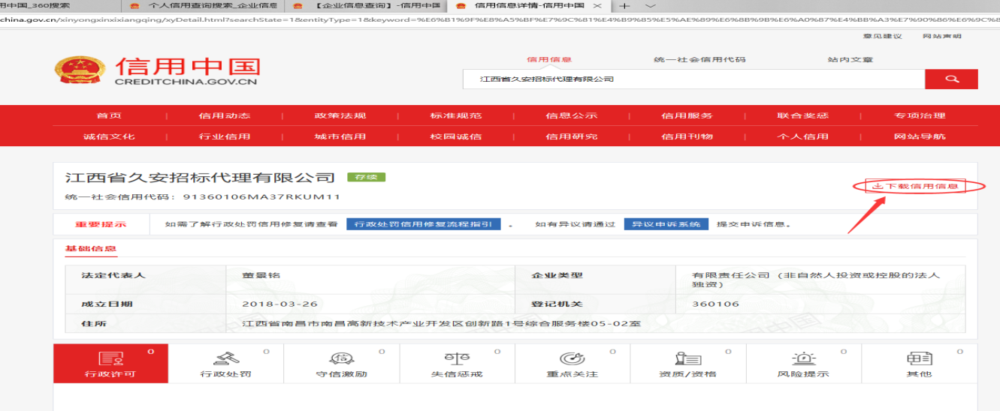 用中国_360搜索 个人信用查询搜索_企业信息 【企业信息查询】-信用中国 信用信息详情-信用中国 × +
china.gov.cn/xinyongxinxixiangqing/xyDetail.html?searchState=1&entityType=1&keyword=%E6%B1%9F%E8%A5%BF%E7%9C%81%E4%B9%85%E5%AE%89%E6%8B%9B%E6%A0%87%E4%BB%A3%E7%90%86%E6%9C%8
意见建议 网站声明
信用信息 统一社会信用代码 站内文章
信用中国
CREDITCHINA.GOV.CN
江西省久安招标代理有限公司
首页 | 信用动态 | 政策法规 | 标准规范 | 信息公示 | 信用服务 | 联合奖惩 | 专项治理
诚信文化 | 行业信用 | 城市信用 | 校园诚信 | 信用研究 | 信用刊物 | 个人信用 | 网站导航
江西省久安招标代理有限公司 存续
下载信用信息
统一社会信用代码：91360106MA37RKUM11
重要提示 如需了解行政处罚信用修复请查看 行政处罚信用修复流程指引 。 如有异议请通过 异议申诉系统 提交申诉信息。
基础信息
法定代表人 董景铭 企业类型 有限责任公司（非自然人投资或控股的法人
独资）
成立日期 2018-03-26 登记机关 360106
住所 江西省南昌市南昌高新技术产业开发区创新路1号综合服务楼05-02室
0 0 0 0 0 0 0 0
行政许可 行政处罚 守信激励 失信惩戒 重点关注 资质/资格 风险提示 其他